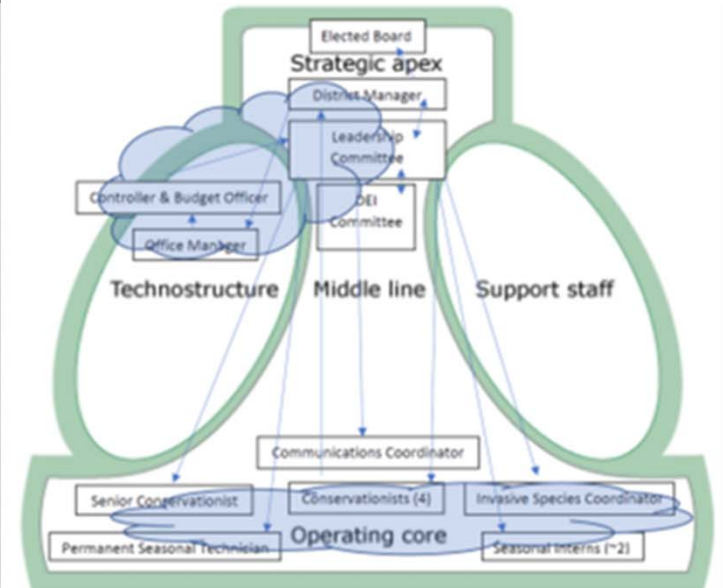 Elected Board
Strategic apex
District Manager
Leadership
Committee
Controller & Budget Officer
DEI
Committee
Office Manager
Technostructure
Middle line
Support staff
Communications Coordinator
Senior Conservationist
Conservationists (4)
Invasive Species Coordinator
Operating core
Permanent Seasonal Technician
Seasonal Interns (~2)